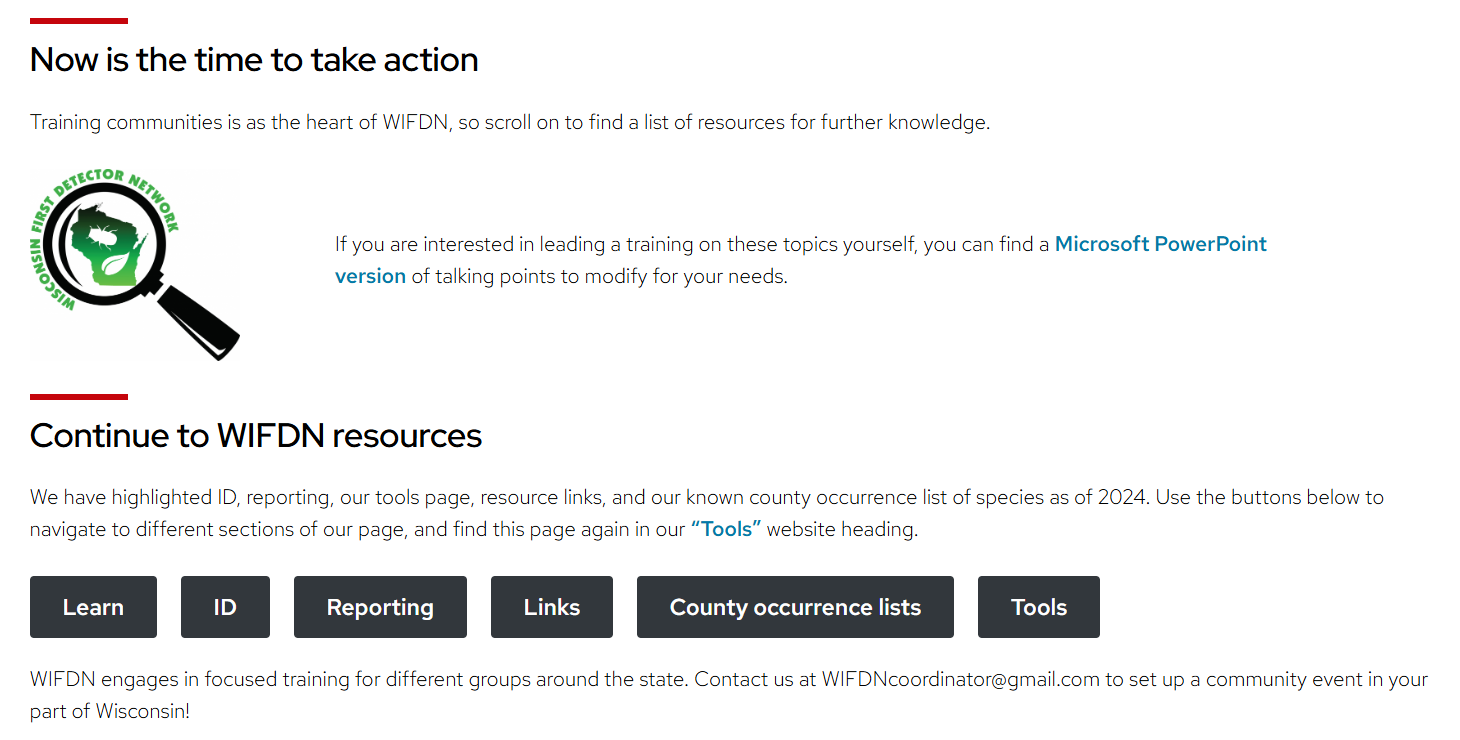 Now is the time to take action
Training communities is as the heart of WIFDN, so scroll on to find a list of resources for further knowledge.
WISCONSIN FIRST DETECTOR NETWORK
If you are interested in leading a training on these topics yourself, you can find a Microsoft PowerPoint
version of talking points to modify for your needs.
Continue to WIFDN resources
We have highlighted ID, reporting, our tools page, resource links, and our known county occurrence list of species as of 2024. Use the buttons below to
navigate to different sections of our page, and find this page again in our “Tools” website heading.
Learn
ID
Reporting
Links
County occurrence lists
Tools
WIFDN engages in focused training for different groups around the state. Contact us at WIFDNcoordinator@gmail.com to set up a community event in your
part of Wisconsin!